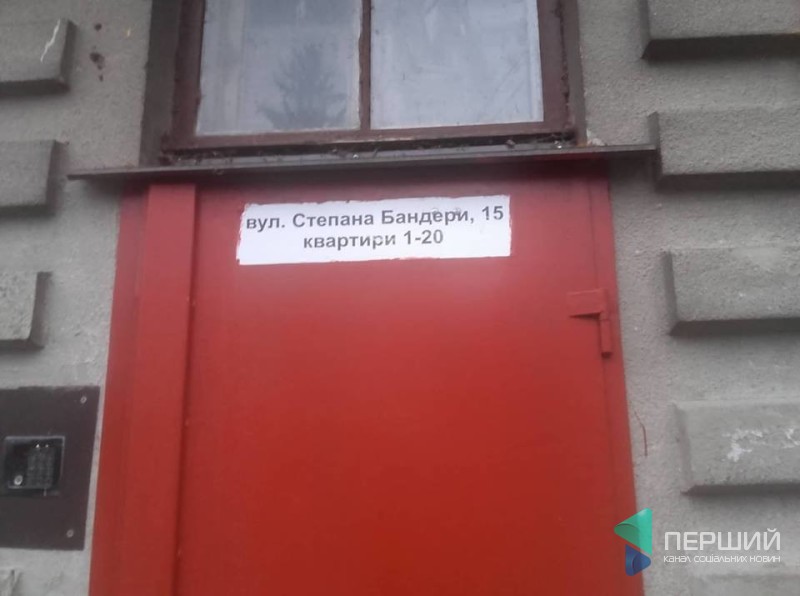 вул. Степана Бандери, 15
квартири 1-20
ПЕРШИЙ
КАНАЛ СОЦІАЛЬНИХ НОВИН